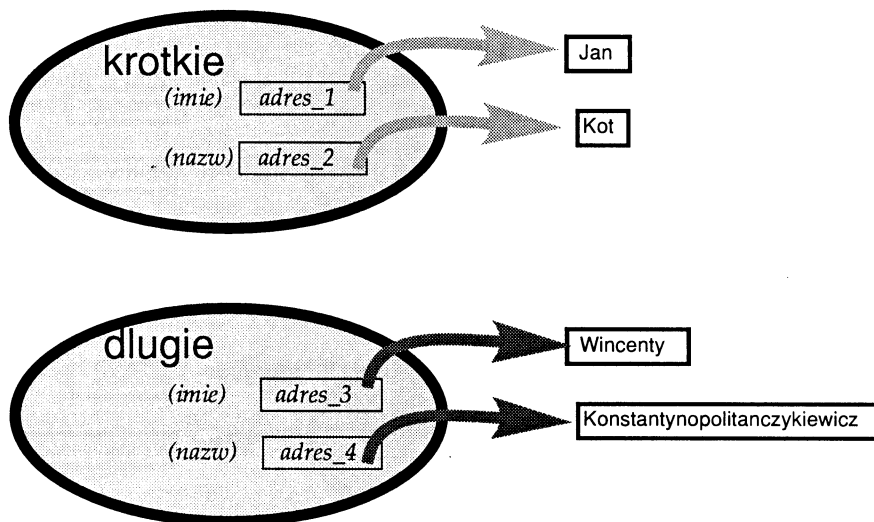 krotkie
(imie) adres_1
Jan
(nazw) adres_2
Kot
dlugie
Wincenty
(imie) adres_3
Konstantynopolitanczykiewicz
(nazw) adres_4